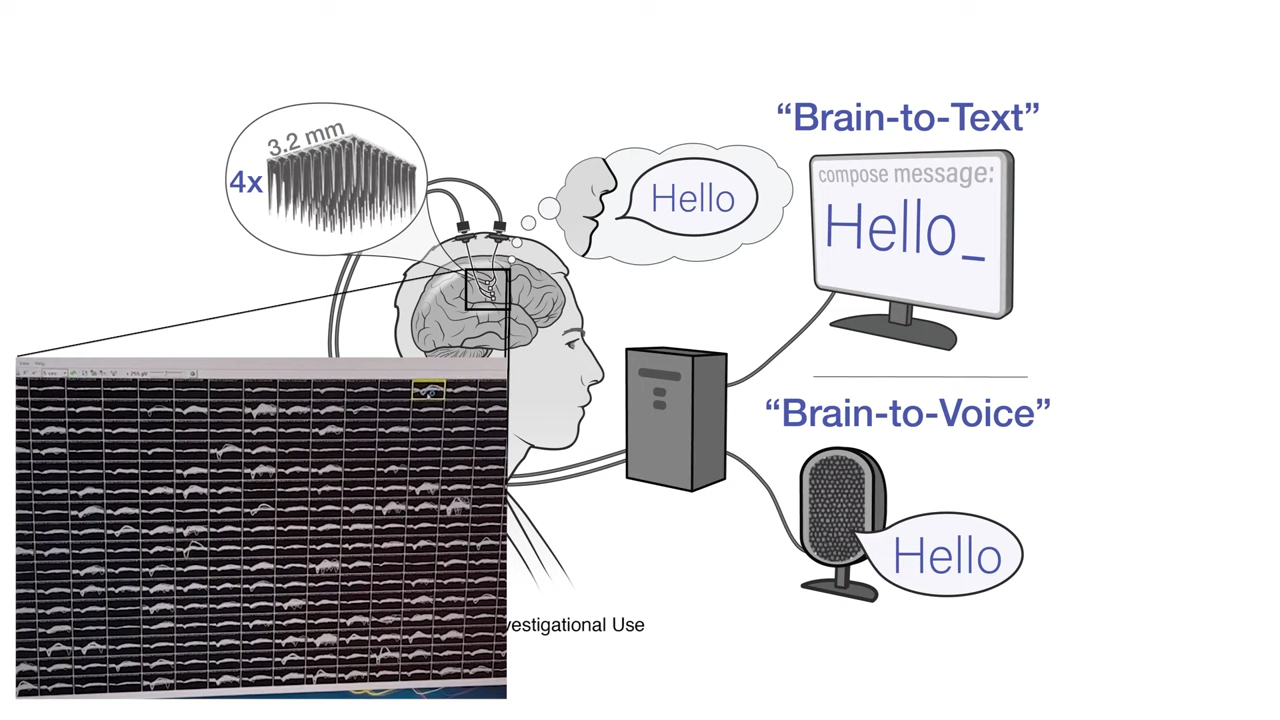 3.2 mm
4x
Hello
“Brain-to-Text”
compose message:
Hello_
“Brain-to-Voice”
Hello
vestigational Use